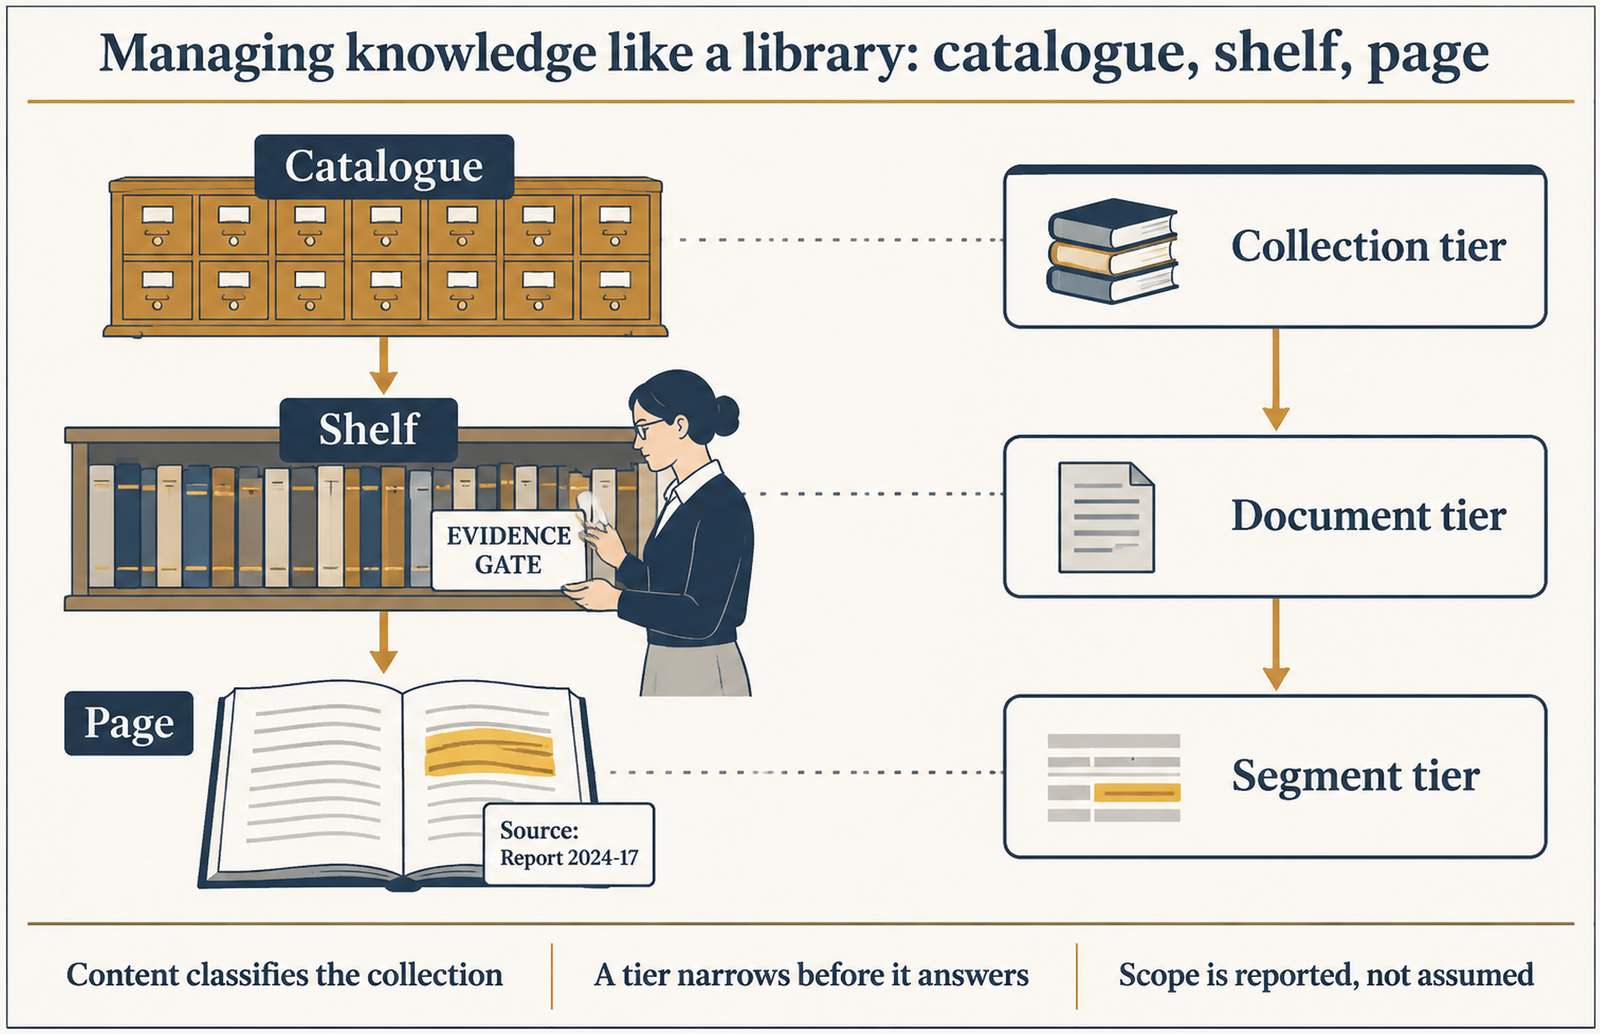 Managing knowledge like a library: catalogue, shelf, page
Catalogue
Collection tier
Shelf
EVIDENCE
GATE
Document tier
Page
Source:
Report 2024-17
Segment tier
Content classifies the collection
A tier narrows before it answers
Scope is reported, not assumed